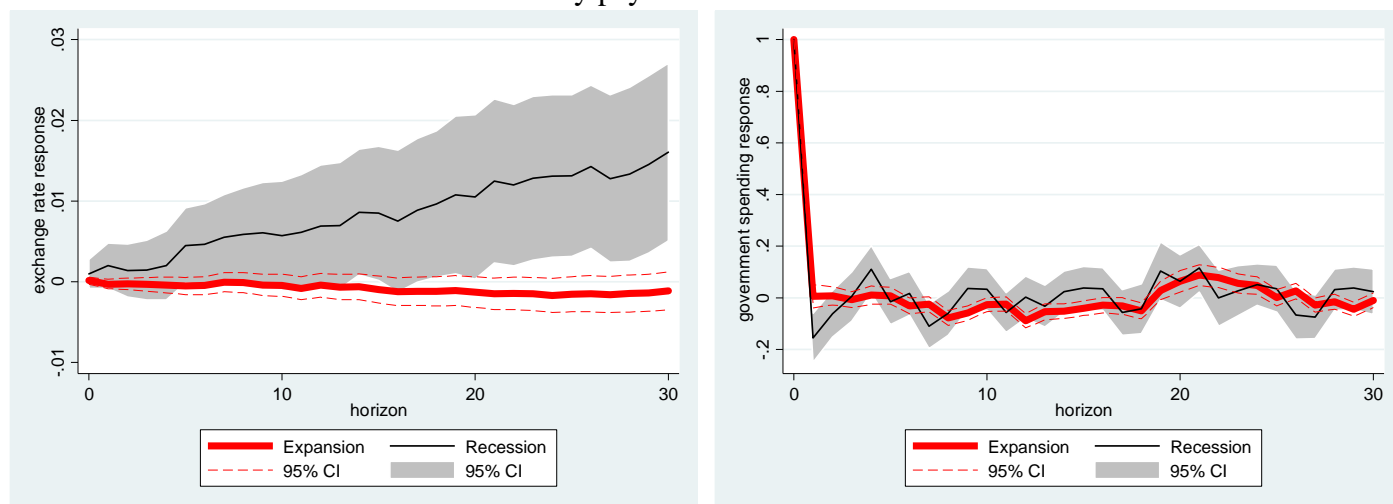 exchange rate response
.03
.02
.01
0
-.01
0
10
20
30
horizon
Expansion
Recession
95% CI
95% CI
government spending response
1
.8
.6
.4
.2
0
-.2
0
10
20
30
horizon
Expansion
Recession
95% CI
95% CI